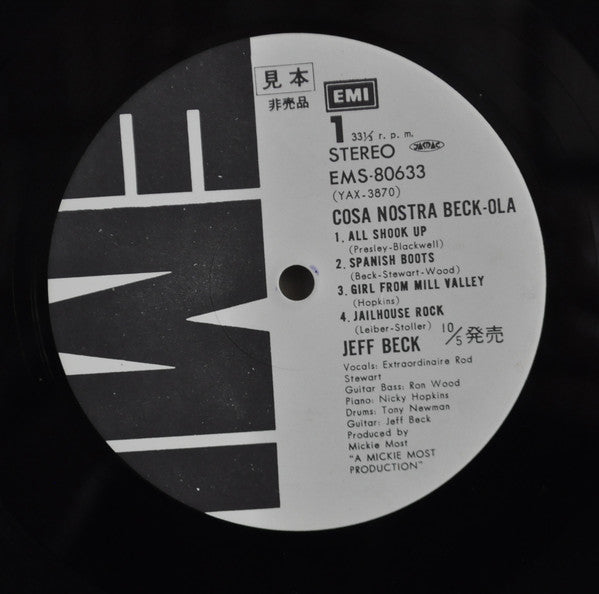 見本
非売品
EMI
1 33⅓ r. p. m.
STEREO JASRAC
EMS-80633
(YAX-3870)
COSA NOSTRA BECK-OLA
1. ALL SHOOK UP
(Presley-Blackwell)
2. SPANISH BOOTS
(Beck-Stewart-Wood)
3. GIRL FROM MILL VALLEY
(Hopkins)
4. JAILHOUSE ROCK
(Leiber-Stoller)
JEFF BECK 10/5発売
Vocals: Extraordinaire Rod
Stewart
Guitar Bass: Ron Wood
Piano: Nicky Hopkins
Drums: Tony Newman
Guitar: Jeff Beck
Produced by
Mickie Most
"A MICKIE MOST
PRODUCTION"
EMI